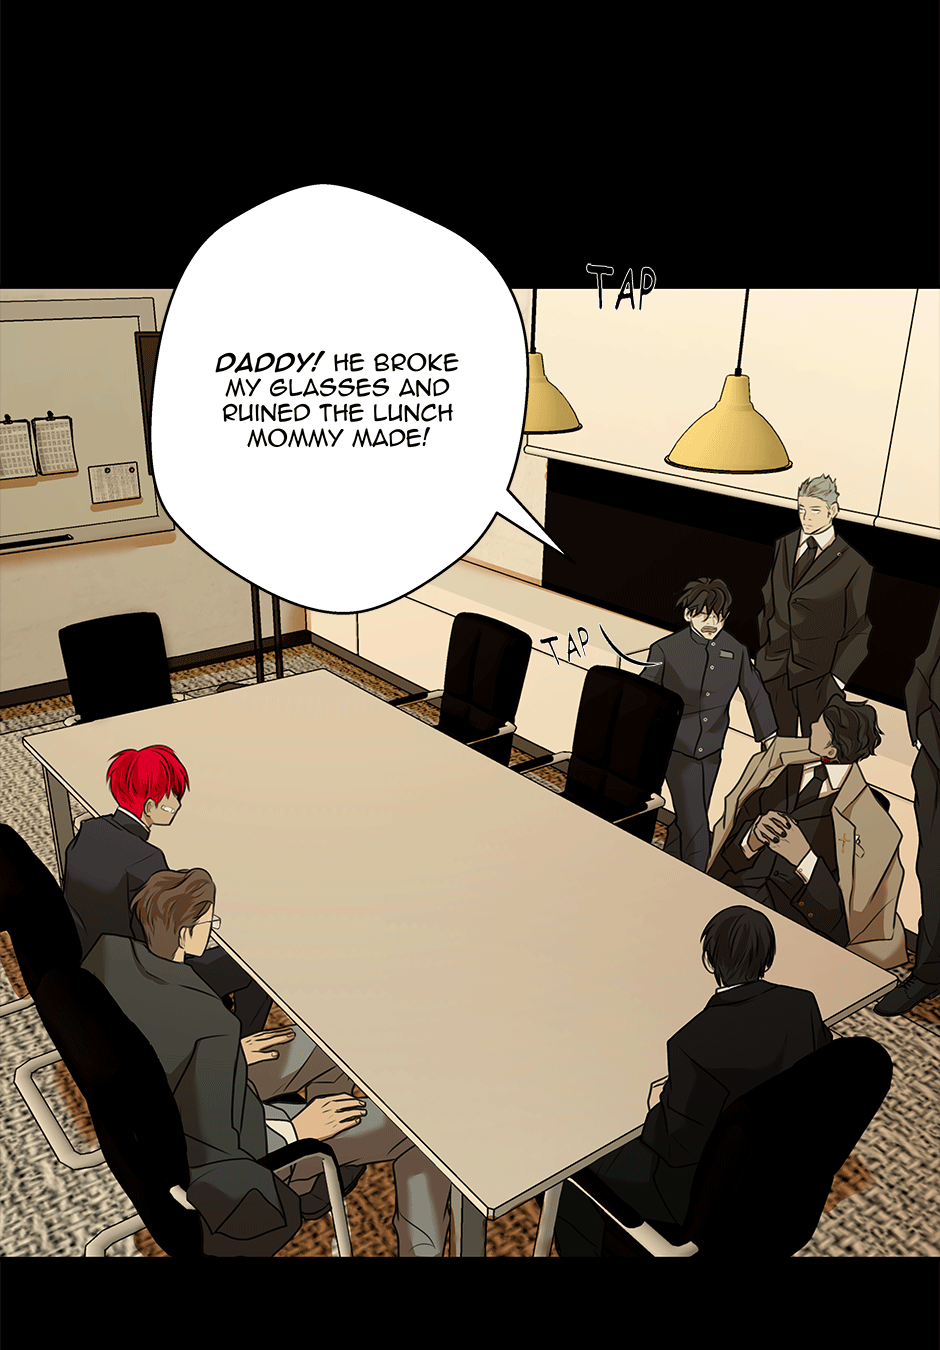 TAP
DADDY! HE BROKE
MY GLASSES AND
RUINED THE LUNCH
MOMMY MADE!
TAP